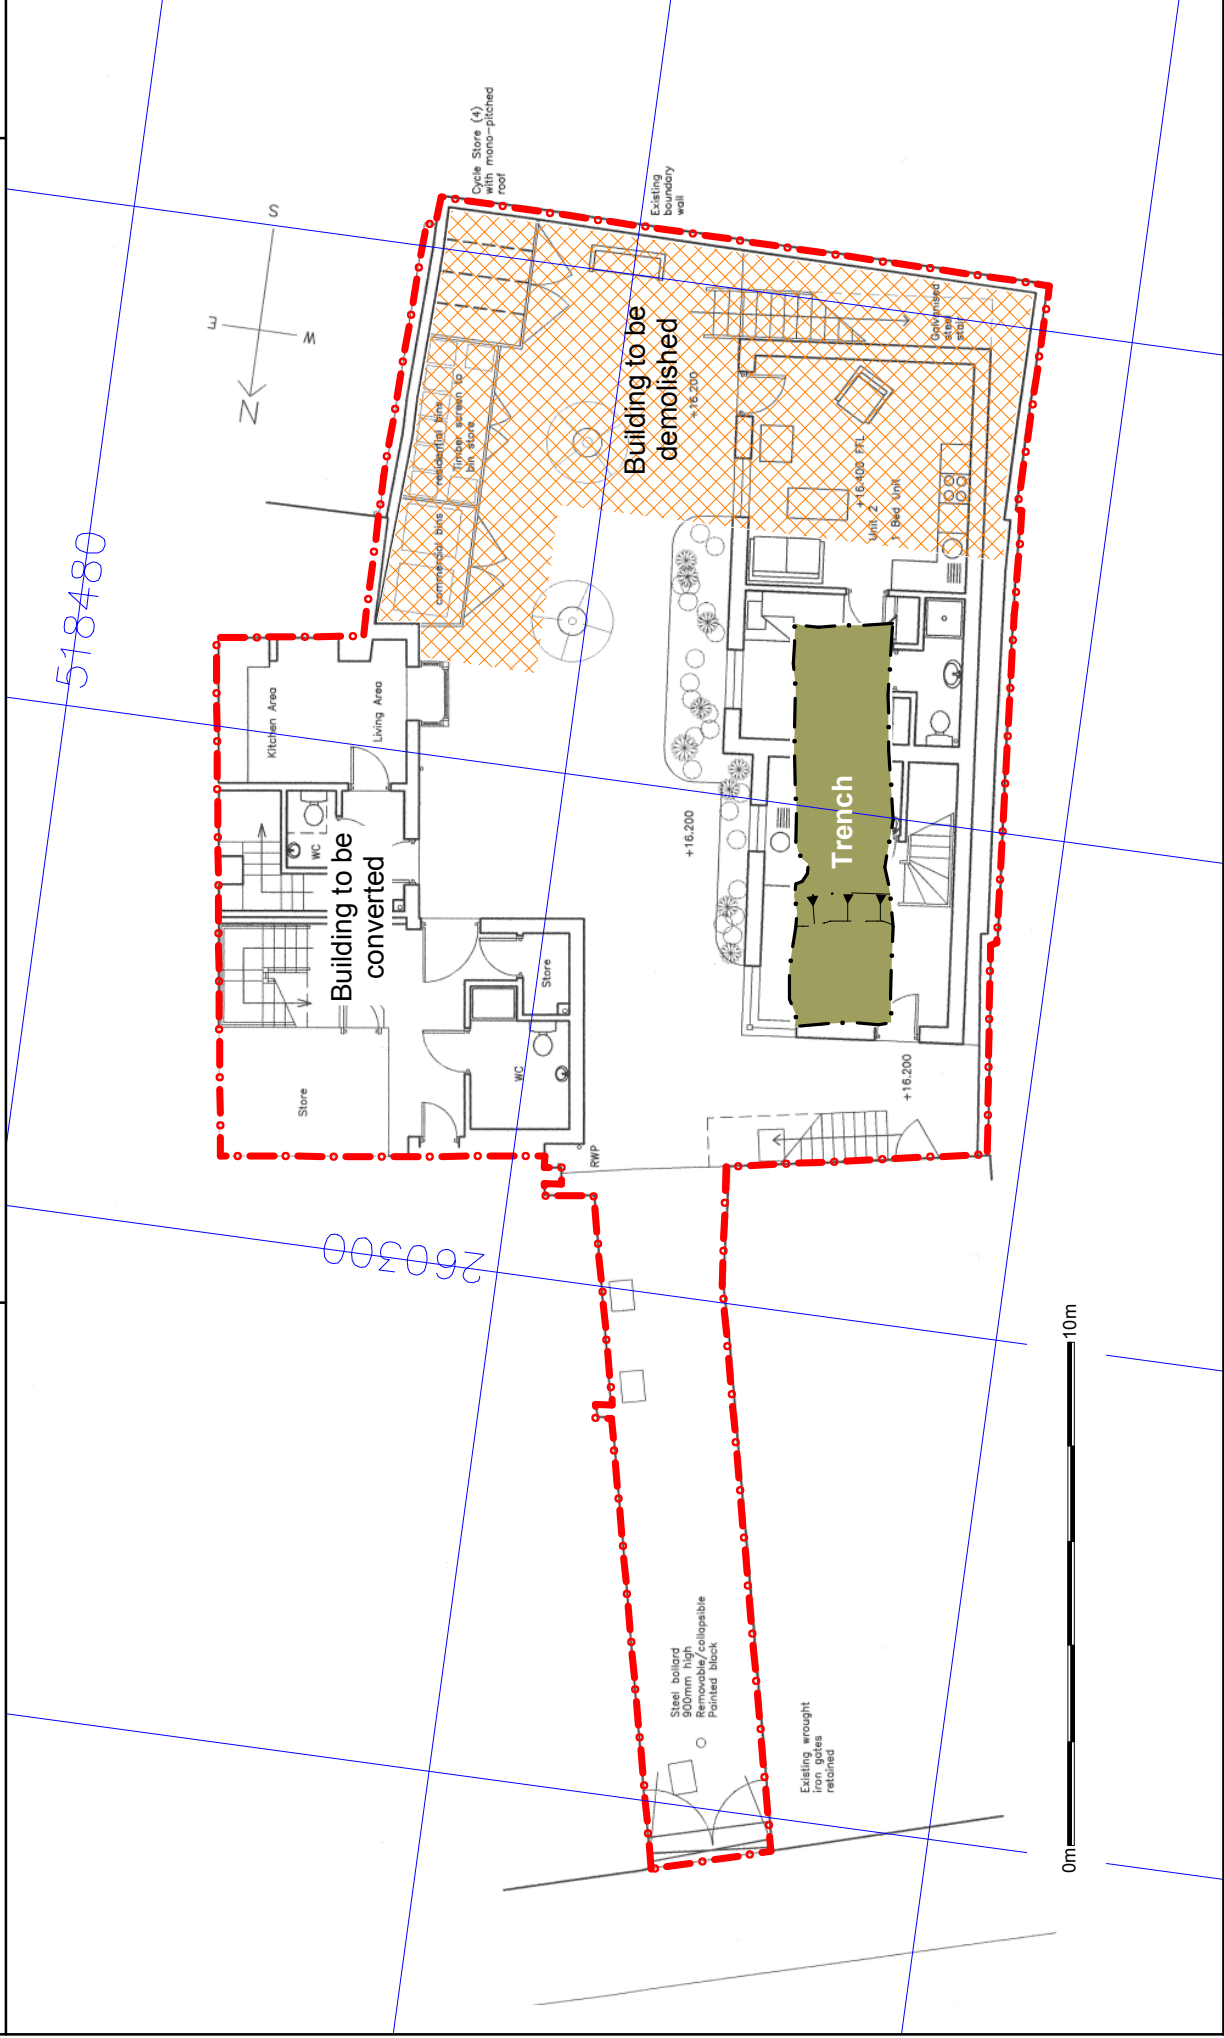 Cycle Store (4)
with mono-pitched
roof
Existing
boundary
wall
S
E
W
N
518480
Building to be
demolished
+16.200
Galvanised
steel
stair
residential bins
Timber screen to
bin store
commercial bins
+16.400 FFL
Unit 2
1 Bed Unit
Kitchen Area
Living Area
WC
Building to be
converted
+16.200
Trench
Store
Store
WC
+16.200
RWP
260300
10m
0m
Steel bollard
900mm high
Removable/collapsible
Painted black
Existing wrought
iron gates
retained